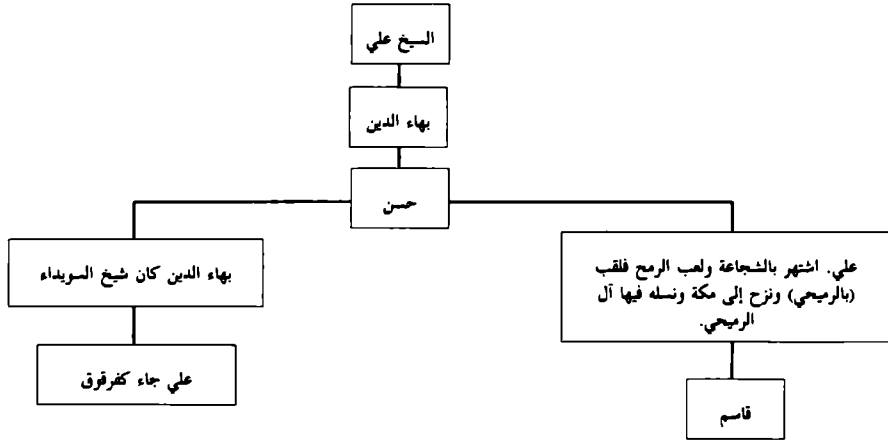 الشيخ علي
بهاء الدين
حسن
علي. اشتهر بالشجاعة ولعب الرمح فلقب
(بالرميحي) ونزح إلى مكة ونسله فيها آل
الرميحي.
قاسم
بهاء الدين كان شيخ السويداء
علي جاء كفرقوق